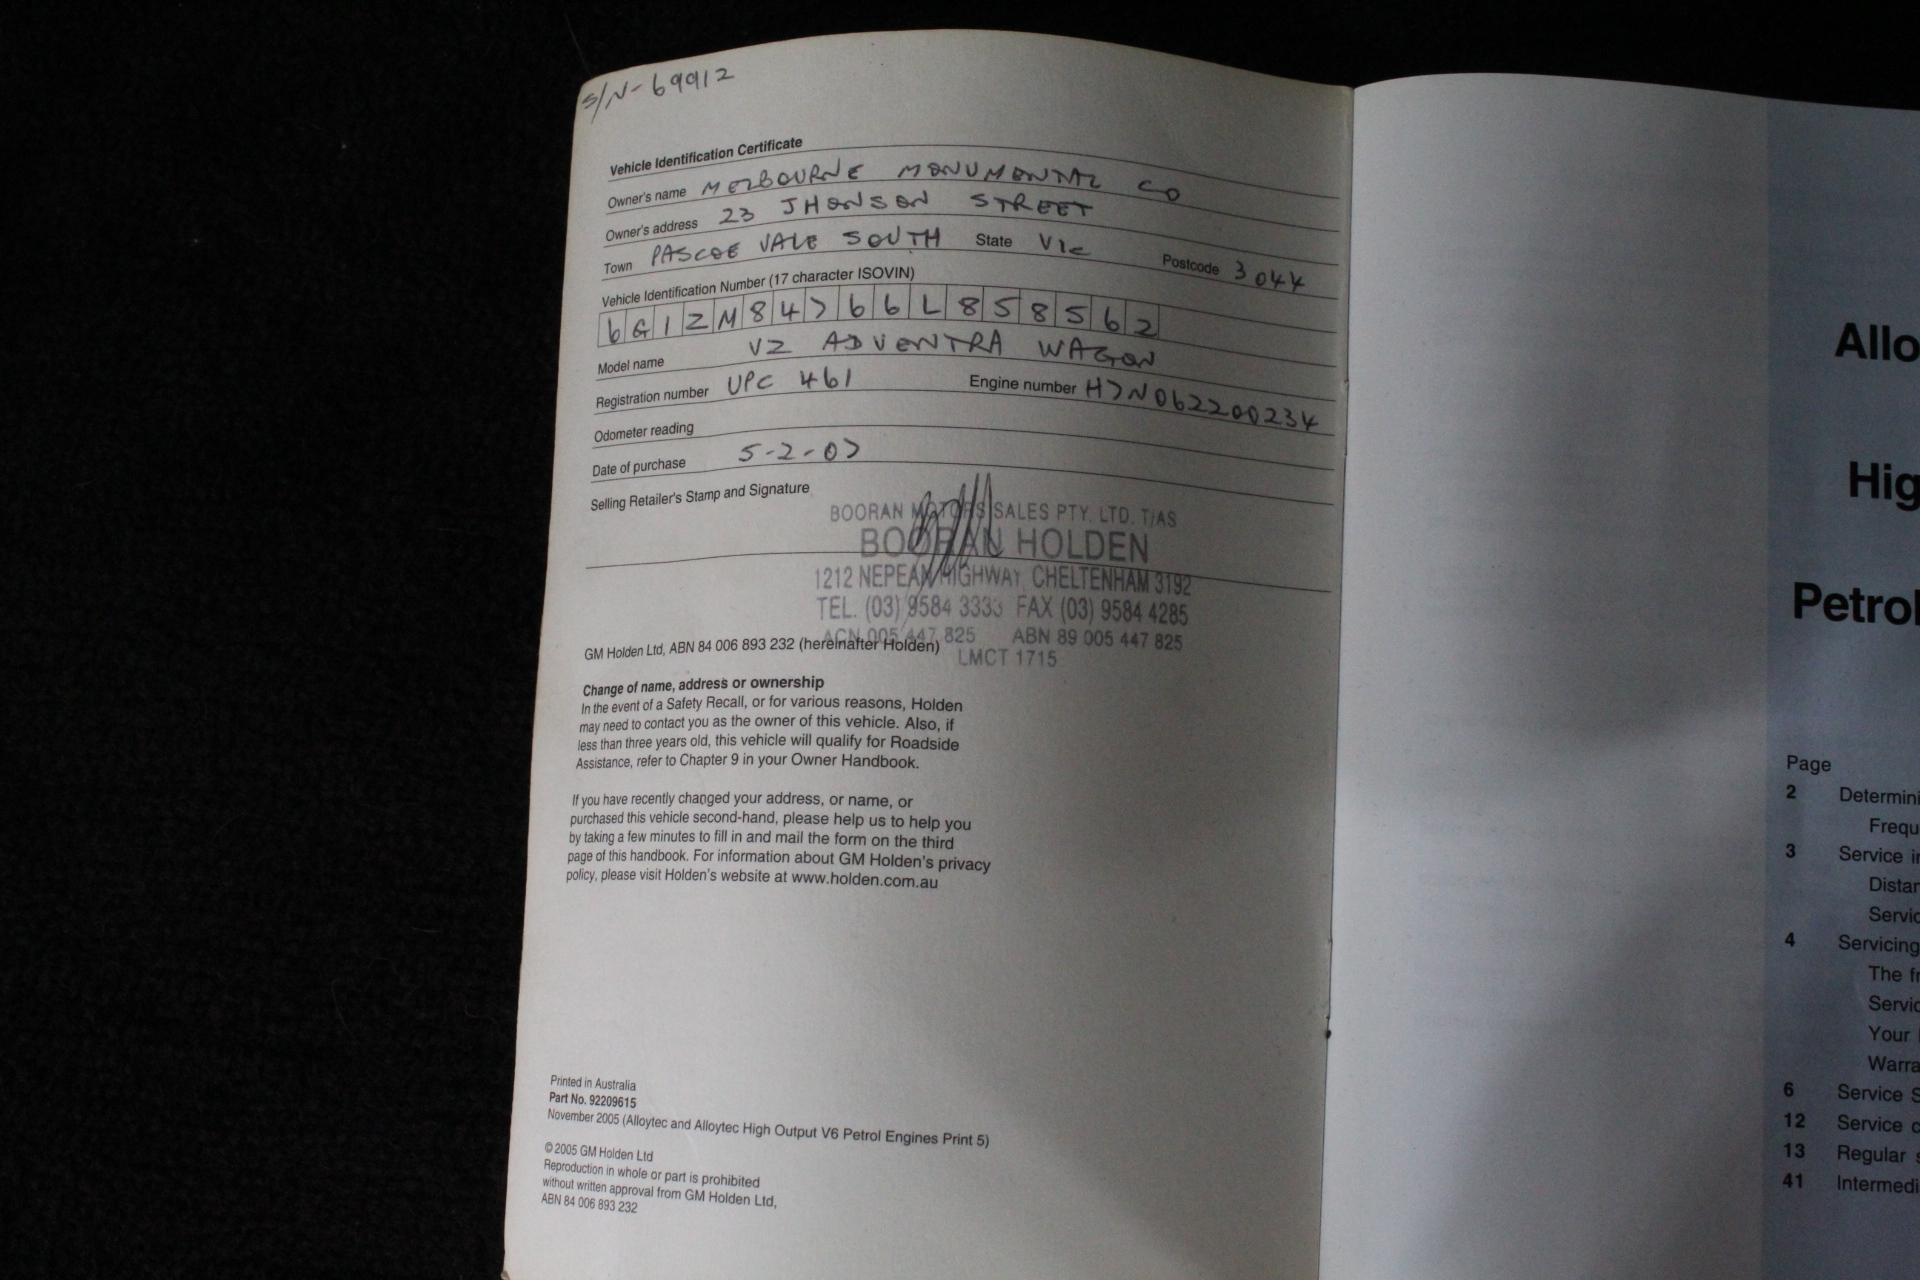 S/N- 69912
Vehicle Identification Certificate
Owner's name MELBOURNE MONUMENTAL CO
Owner's address 23 JHONSON STREET
Town PASCOE VALE SOUTH State VIC Postcode 3044
Vehicle Identification Number (17 character ISOVIN)
6G1ZM84766L858562
Model name VZ ADVENTRA WAGON
Registration number UPC 461 Engine number H7N062200234
Odometer reading
Date of purchase 5-2-07
Selling Retailer's Stamp and Signature
BOORAN MOTORS SALES PTY. LTD. T/AS
BOORAN HOLDEN
1212 NEPEAN HIGHWAY, CHELTENHAM 3192
TEL. (03) 9584 3333 FAX (03) 9584 4285
ACN 005 447 825 ABN 89 005 447 825
LMCT 1715
GM Holden Ltd, ABN 84 006 893 232 (hereinafter Holden)
Change of name, address or ownership
In the event of a Safety Recall, or for various reasons, Holden
may need to contact you as the owner of this vehicle. Also, if
less than three years old, this vehicle will qualify for Roadside
Assistance, refer to Chapter 9 in your Owner Handbook.
If you have recently changed your address, or name, or
purchased this vehicle second-hand, please help us to help you
by taking a few minutes to fill in and mail the form on the third
page of this handbook. For information about GM Holden's privacy
policy, please visit Holden's website at www.holden.com.au
Printed in Australia
Part No. 92209615
November 2005 (Alloytec and Alloytec High Output V6 Petrol Engines Print 5)
© 2005 GM Holden Ltd
Reproduction in whole or part is prohibited
without written approval from GM Holden Ltd,
ABN 84 006 893 232
Allo
Hig
Petrol
Page
2 Determini
Frequ
3 Service in
Distan
Servic
4 Servicing
The fr
Servic
Your
Warra
6 Service S
12 Service c
13 Regular s
41 Intermedi